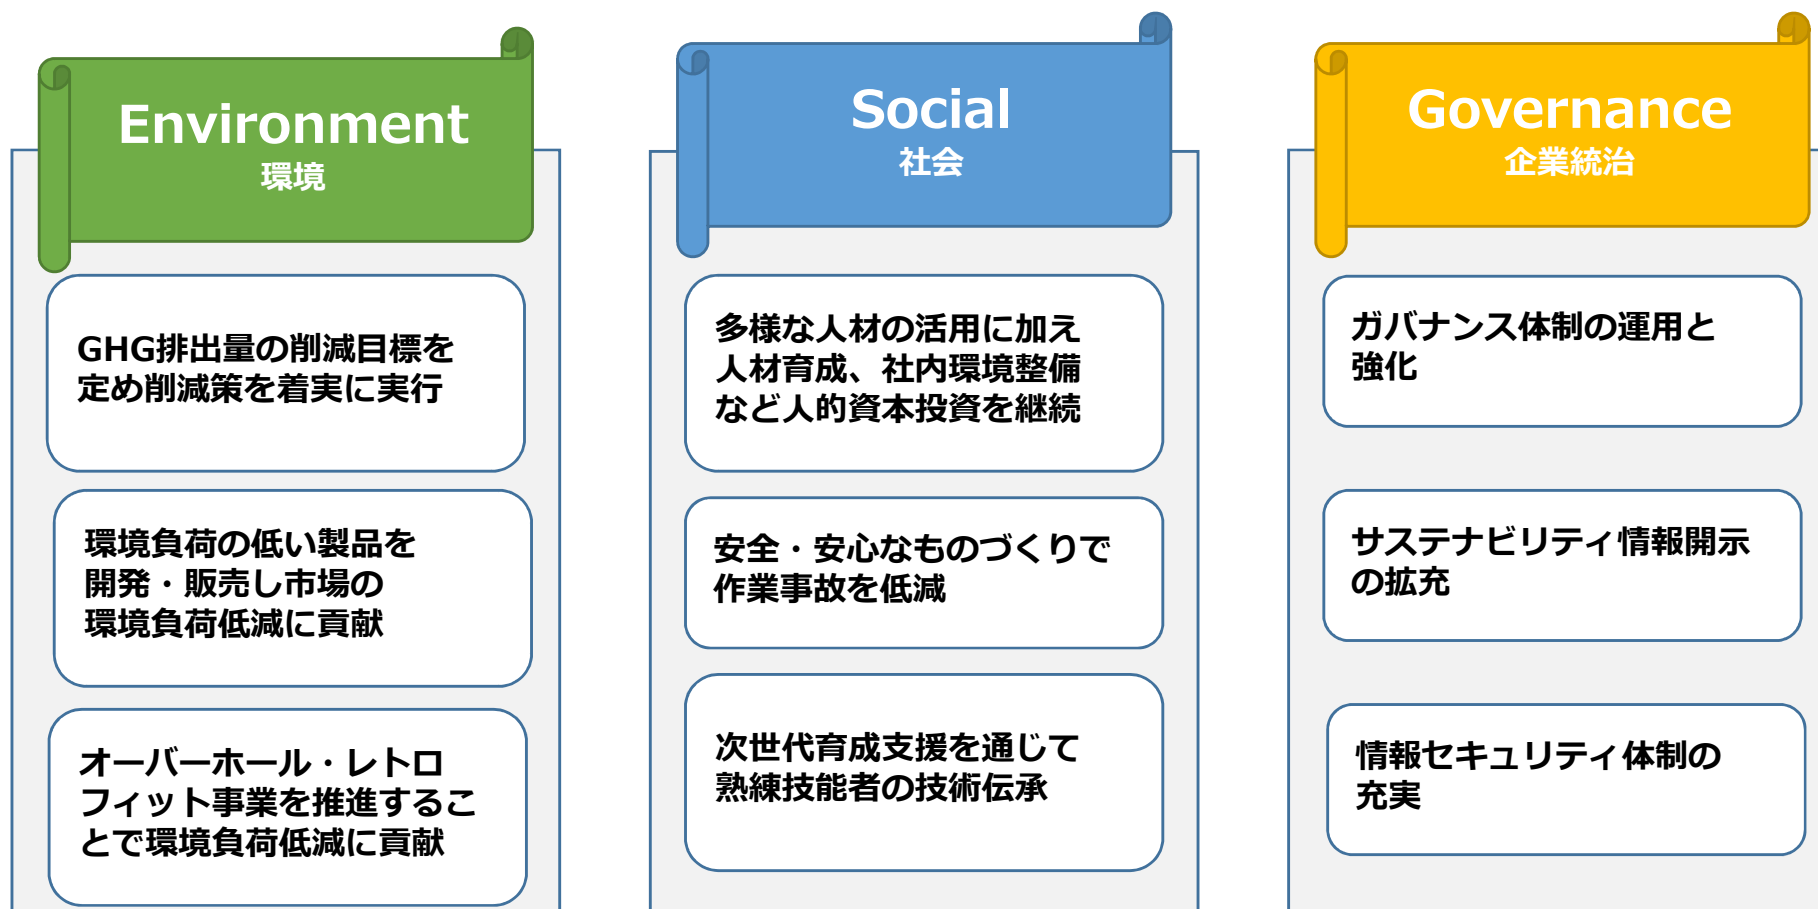 Environment
環境
GHG排出量の削減目標を
定め削減策を着実に実行
環境負荷の低い製品を
開発・販売し市場の
環境負荷低減に貢献
オーバーホール・レトロ
フィット事業を推進するこ
とで環境負荷低減に貢献
Social
社会
多様な人材の活用に加え
人材育成、社内環境整備
など人的資本投資を継続
安全・安心なものづくりで
作業事故を低減
次世代育成支援を通じて
熟練技能者の技術伝承
Governance
企業統治
ガバナンス体制の運用と
強化
サステナビリティ情報開示
の拡充
情報セキュリティ体制の
充実